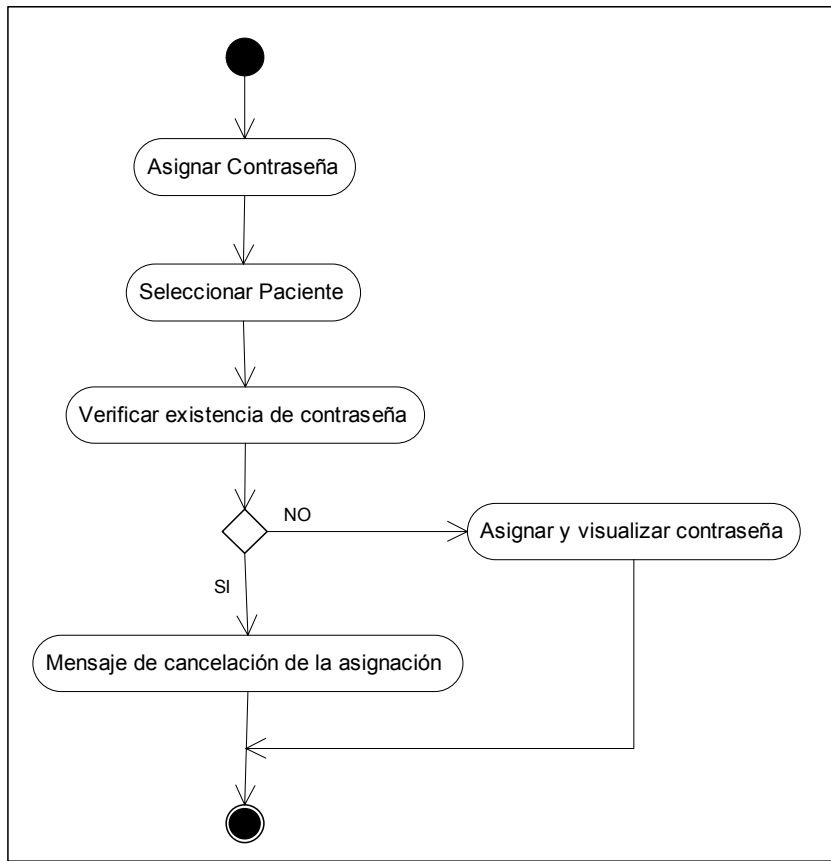 Asignar Contraseña
Seleccionar Paciente
Verificar existencia de contraseña
NO
Asignar y visualizar contraseña
SI
Mensaje de cancelación de la asignación